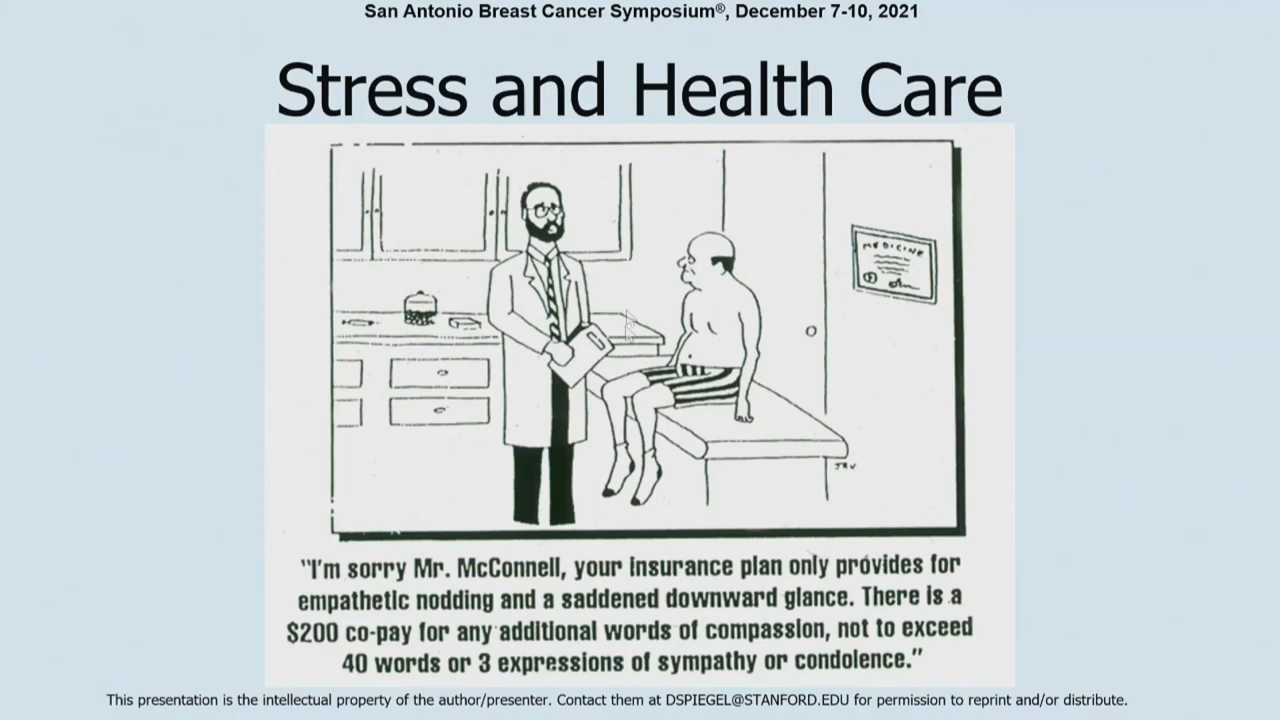 San Antonio Breast Cancer Symposium®, December 7-10, 2021
Stress and Health Care
MEDICINE
JAV
"I'm sorry Mr. McConnell, your insurance plan only provides for
empathetic nodding and a saddened downward glance. There is a
$200 co-pay for any additional words of compassion, not to exceed
40 words or 3 expressions of sympathy or condolence."
This presentation is the intellectual property of the author/presenter. Contact them at DSPIEGEL@STANFORD.EDU for permission to reprint and/or distribute.